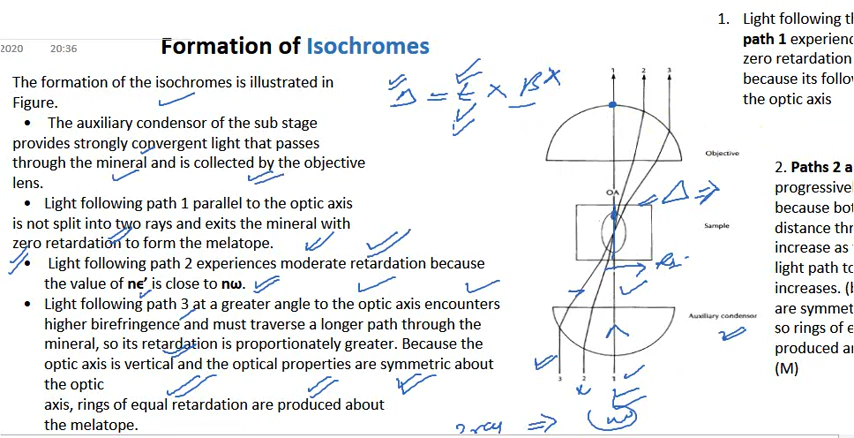 2020 20:36
Formation of Isochromes
The formation of the isochromes is illustrated in
Figure.
• The auxiliary condensor of the sub stage
provides strongly convergent light that passes
through the mineral and is collected by the objective
lens.
• Light following path 1 parallel to the optic axis
is not split into two rays and exits the mineral with
zero retardation to form the melatope.
• Light following path 2 experiences moderate retardation because
the value of nϵ′ is close to nω.
• Light following path 3 at a greater angle to the optic axis encounters
higher birefringence and must traverse a longer path through the
mineral, so its retardation is proportionately greater. Because the
optic axis is vertical and the optical properties are symmetric about
the optic
axis, rings of equal retardation are produced about
the melatope.
Δ = t × B
1 2 3
Objective
OA
Δ ⇒
Sample
Auxiliary condensor
3 2 1
2 ray ⇒
1. Light following t
path 1 experienc
zero retardation
because its follo
the optic axis
2. Paths 2 a
progressive
because bot
distance thr
increase as
light path to
increases. (
are symmet
so rings of e
produced a
(M)